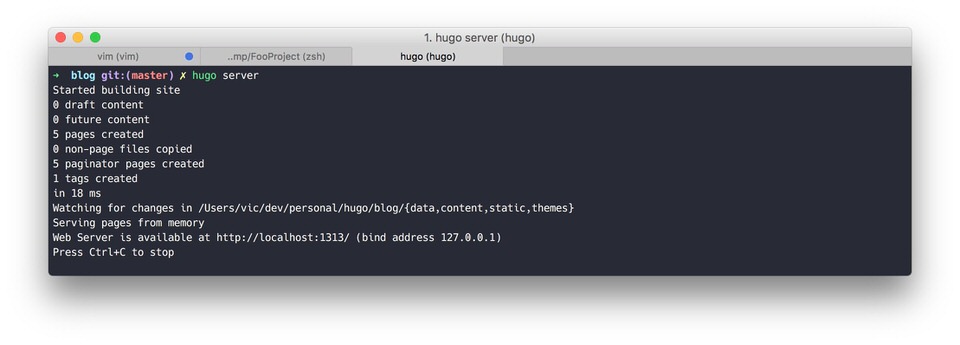 1. hugo server (hugo)
vim (vim)
..mp/FooProject (zsh)
hugo (hugo)
➜ blog git:(master) ✗ hugo server
Started building site
0 draft content
0 future content
5 pages created
0 non-page files copied
5 paginator pages created
1 tags created
in 18 ms
Watching for changes in /Users/vic/dev/personal/hugo/blog/{data,content,static,themes}
Serving pages from memory
Web Server is available at http://localhost:1313/ (bind address 127.0.0.1)
Press Ctrl+C to stop